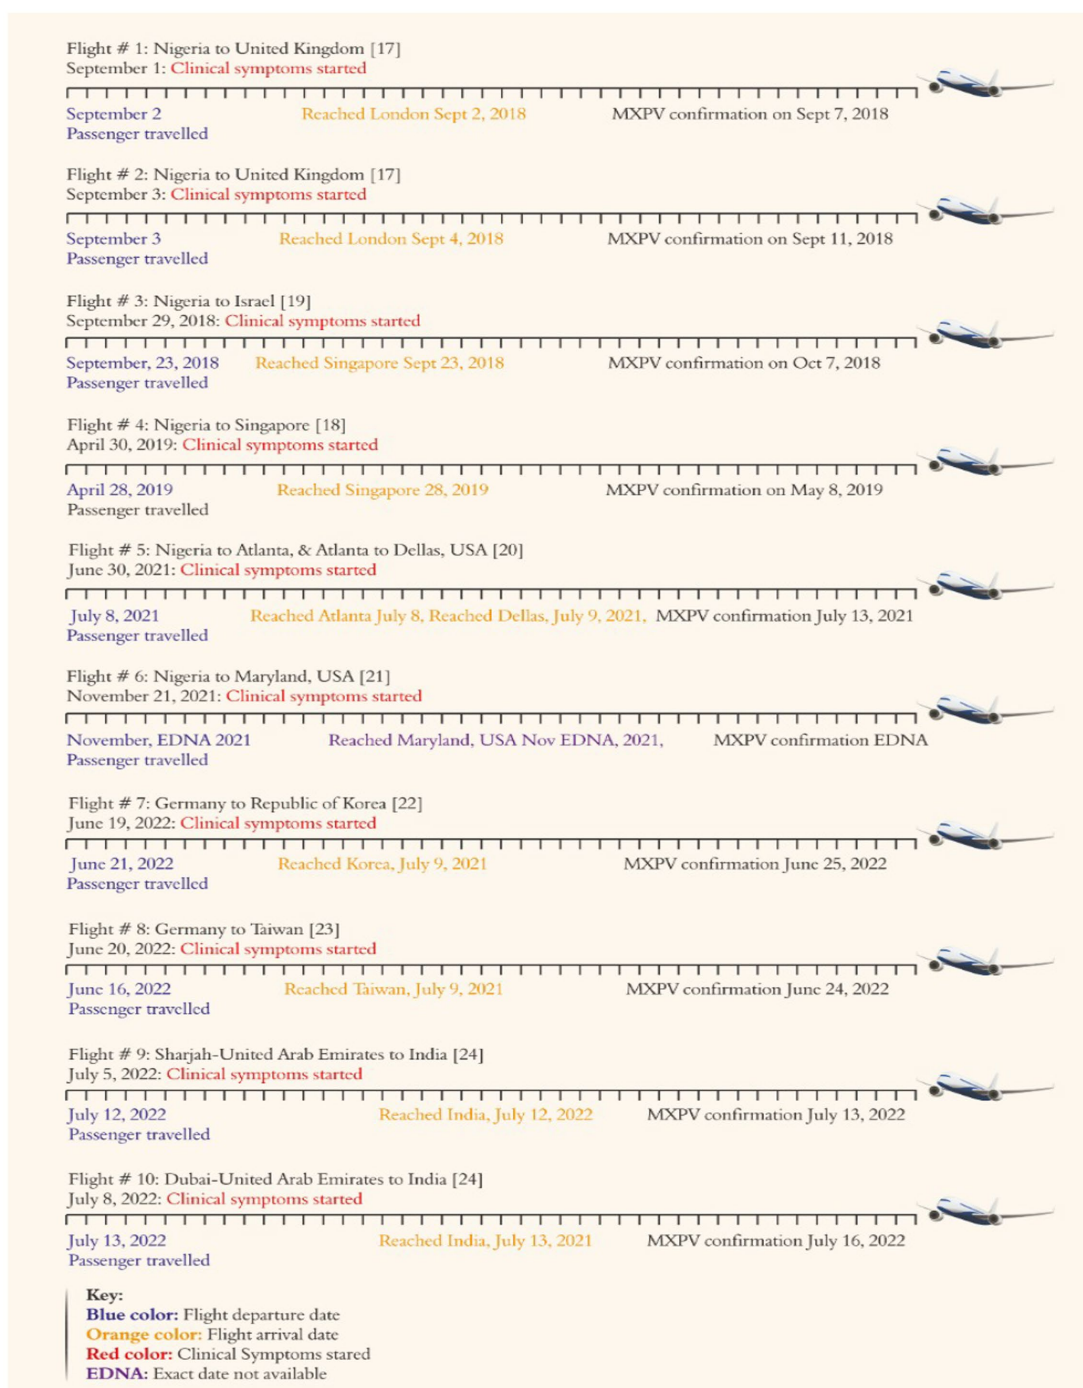 Flight # 1: Nigeria to United Kingdom [17]
September 1: Clinical symptoms started
September 2 Reached London Sept 2, 2018 MXPV confirmation on Sept 7, 2018
Passenger travelled
Flight # 2: Nigeria to United Kingdom [17]
September 3: Clinical symptoms started
September 3 Reached London Sept 4, 2018 MXPV confirmation on Sept 11, 2018
Passenger travelled
Flight # 3: Nigeria to Israel [19]
September 29, 2018: Clinical symptoms started
September, 23, 2018 Reached Singapore Sept 23, 2018 MXPV confirmation on Oct 7, 2018
Passenger travelled
Flight # 4: Nigeria to Singapore [18]
April 30, 2019: Clinical symptoms started
April 28, 2019 Reached Singapore 28, 2019 MXPV confirmation on May 8, 2019
Passenger travelled
Flight # 5: Nigeria to Atlanta, & Atlanta to Dellas, USA [20]
June 30, 2021: Clinical symptoms started
July 8, 2021 Reached Atlanta July 8, Reached Dellas, July 9, 2021, MXPV confirmation July 13, 2021
Passenger travelled
Flight # 6: Nigeria to Maryland, USA [21]
November 21, 2021: Clinical symptoms started
November, EDNA 2021 Reached Maryland, USA Nov EDNA, 2021, MXPV confirmation EDNA
Passenger travelled
Flight # 7: Germany to Republic of Korea [22]
June 19, 2022: Clinical symptoms started
June 21, 2022 Reached Korea, July 9, 2021 MXPV confirmation June 25, 2022
Passenger travelled
Flight # 8: Germany to Taiwan [23]
June 20, 2022: Clinical symptoms started
June 16, 2022 Reached Taiwan, July 9, 2021 MXPV confirmation June 24, 2022
Passenger travelled
Flight # 9: Sharjah-United Arab Emirates to India [24]
July 5, 2022: Clinical symptoms started
July 12, 2022 Reached India, July 12, 2022 MXPV confirmation July 13, 2022
Passenger travelled
Flight # 10: Dubai-United Arab Emirates to India [24]
July 8, 2022: Clinical symptoms started
July 13, 2022 Reached India, July 13, 2021 MXPV confirmation July 16, 2022
Passenger travelled
Key:
Blue color: Flight departure date
Orange color: Flight arrival date
Red color: Clinical Symptoms stared
EDNA: Exact date not available